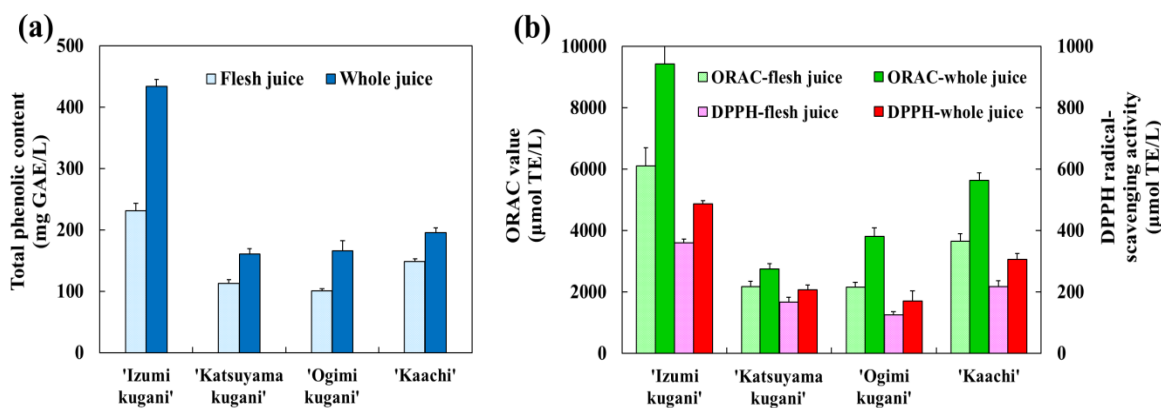 (a)
Total phenolic content
(mg GAE/L)
500
400
300
200
100
0
Flesh juice
Whole juice
'Izumi
kugani'
'Katsuyama
kugani'
'Ogimi
kugani'
'Kaachi'
(b)
ORAC value
(μmol TE/L)
10000
8000
6000
4000
2000
0
ORAC-flesh juice
ORAC-whole juice
DPPH-flesh juice
DPPH-whole juice
1000
800
600
400
200
0
DPPH radical-
scavenging activity
(μmol TE/L)
'Izumi
kugani'
'Katsuyama
kugani'
'Ogimi
kugani'
'Kaachi'